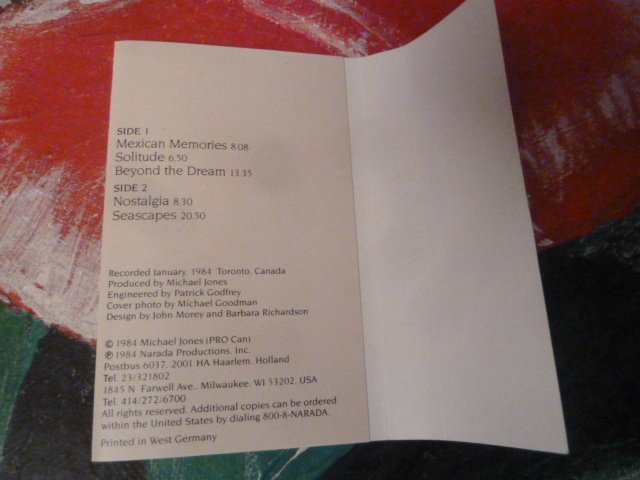 SIDE 1
Mexican Memories 8.08
Solitude 6.50
Beyond the Dream 13.35
SIDE 2
Nostalgia 8.30
Seascapes 20.50
Recorded January, 1984 Toronto, Canada
Produced by Michael Jones
Engineered by Patrick Godfrey
Cover photo by Michael Goodman
Design by John Morey and Barbara Richardson
© 1984 Michael Jones (PRO Can)
℗ 1984 Narada Productions, Inc.
Postbus 6037, 2001 HA Haarlem, Holland
Tel. 23/321802
1845 N. Farwell Ave., Milwaukee, WI 53202, USA
Tel. 414/272/6700
All rights reserved. Additional copies can be ordered
within the United States by dialing 800-8-NARADA.
Printed in West Germany